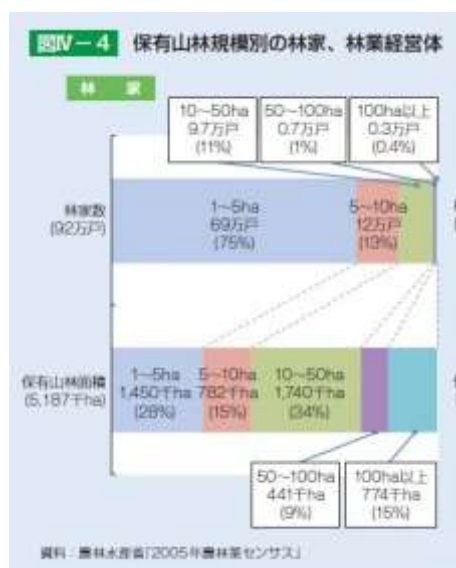 図Ⅳ－4 保有山林規模別の林家、林業経営体
林 家
10～50ha
9.7万戸
(11%)
50～100ha
0.7万戸
(1%)
100ha以上
0.3万戸
(0.4%)
林家数
(92万戸)
1～5ha
69万戸
(75%)
5～10ha
12万戸
(13%)
保有山林面積
(5,187千ha)
1～5ha
1,450千ha
(28%)
5～10ha
782千ha
(15%)
10～50ha
1,740千ha
(34%)
50～100ha
441千ha
(9%)
100ha以上
774千ha
(15%)
資料：農林水産省「2005年農林業センサス」